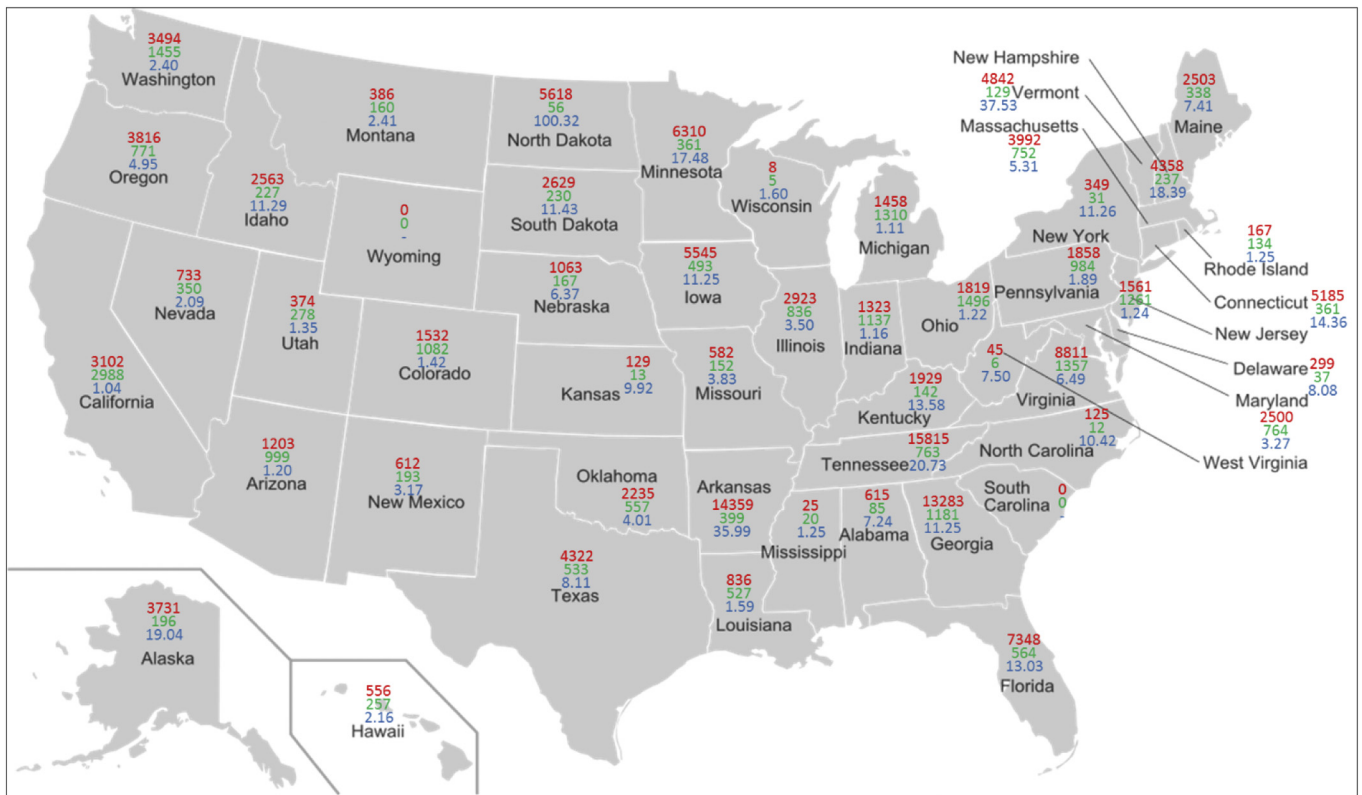 3494
1455
2.40
Washington
3816
771
4.95
Oregon
3102
2988
1.04
California
733
350
2.09
Nevada
2563
227
11.29
Idaho
386
160
2.41
Montana
0
0
-
Wyoming
374
278
1.35
Utah
1532
1082
1.42
Colorado
1203
999
1.20
Arizona
612
193
3.17
New Mexico
5618
56
100.32
North Dakota
2629
230
11.43
South Dakota
1063
167
6.37
Nebraska
129
13
9.92
Kansas
Oklahoma
2235
557
4.01
4322
533
8.11
Texas
6310
361
17.48
Minnesota
5545
493
11.25
Iowa
582
152
3.83
Missouri
Arkansas
14359
399
35.99
836
527
1.59
Louisiana
8
5
1.60
Wisconsin
2923
836
3.50
Illinois
1458
1310
1.11
Michigan
1323
1137
1.16
Indiana
1819
1496
1.22
Ohio
1929
142
13.58
Kentucky
15815
763
Tennessee 20.73
25
20
1.25
Mississippi
615
85
7.24
Alabama
13283
1181
11.25
Georgia
7348
564
13.03
Florida
South
Carolina
0
0
-
125
12
10.42
North Carolina
8811
1357
6.49
Virginia
45
6
7.50
West Virginia
1858
984
1.89
Pennsylvania
349
31
11.26
New York
New Hampshire
4358
237
18.39
4842
129
37.53
Vermont
Massachusetts
3992
752
5.31
2503
338
7.41
Maine
167
134
1.25
Rhode Island
Connecticut
5185
361
14.36
1561
1261
1.24
New Jersey
Delaware
299
37
8.08
Maryland
2500
764
3.27
3731
196
19.04
Alaska
556
257
2.16
Hawaii